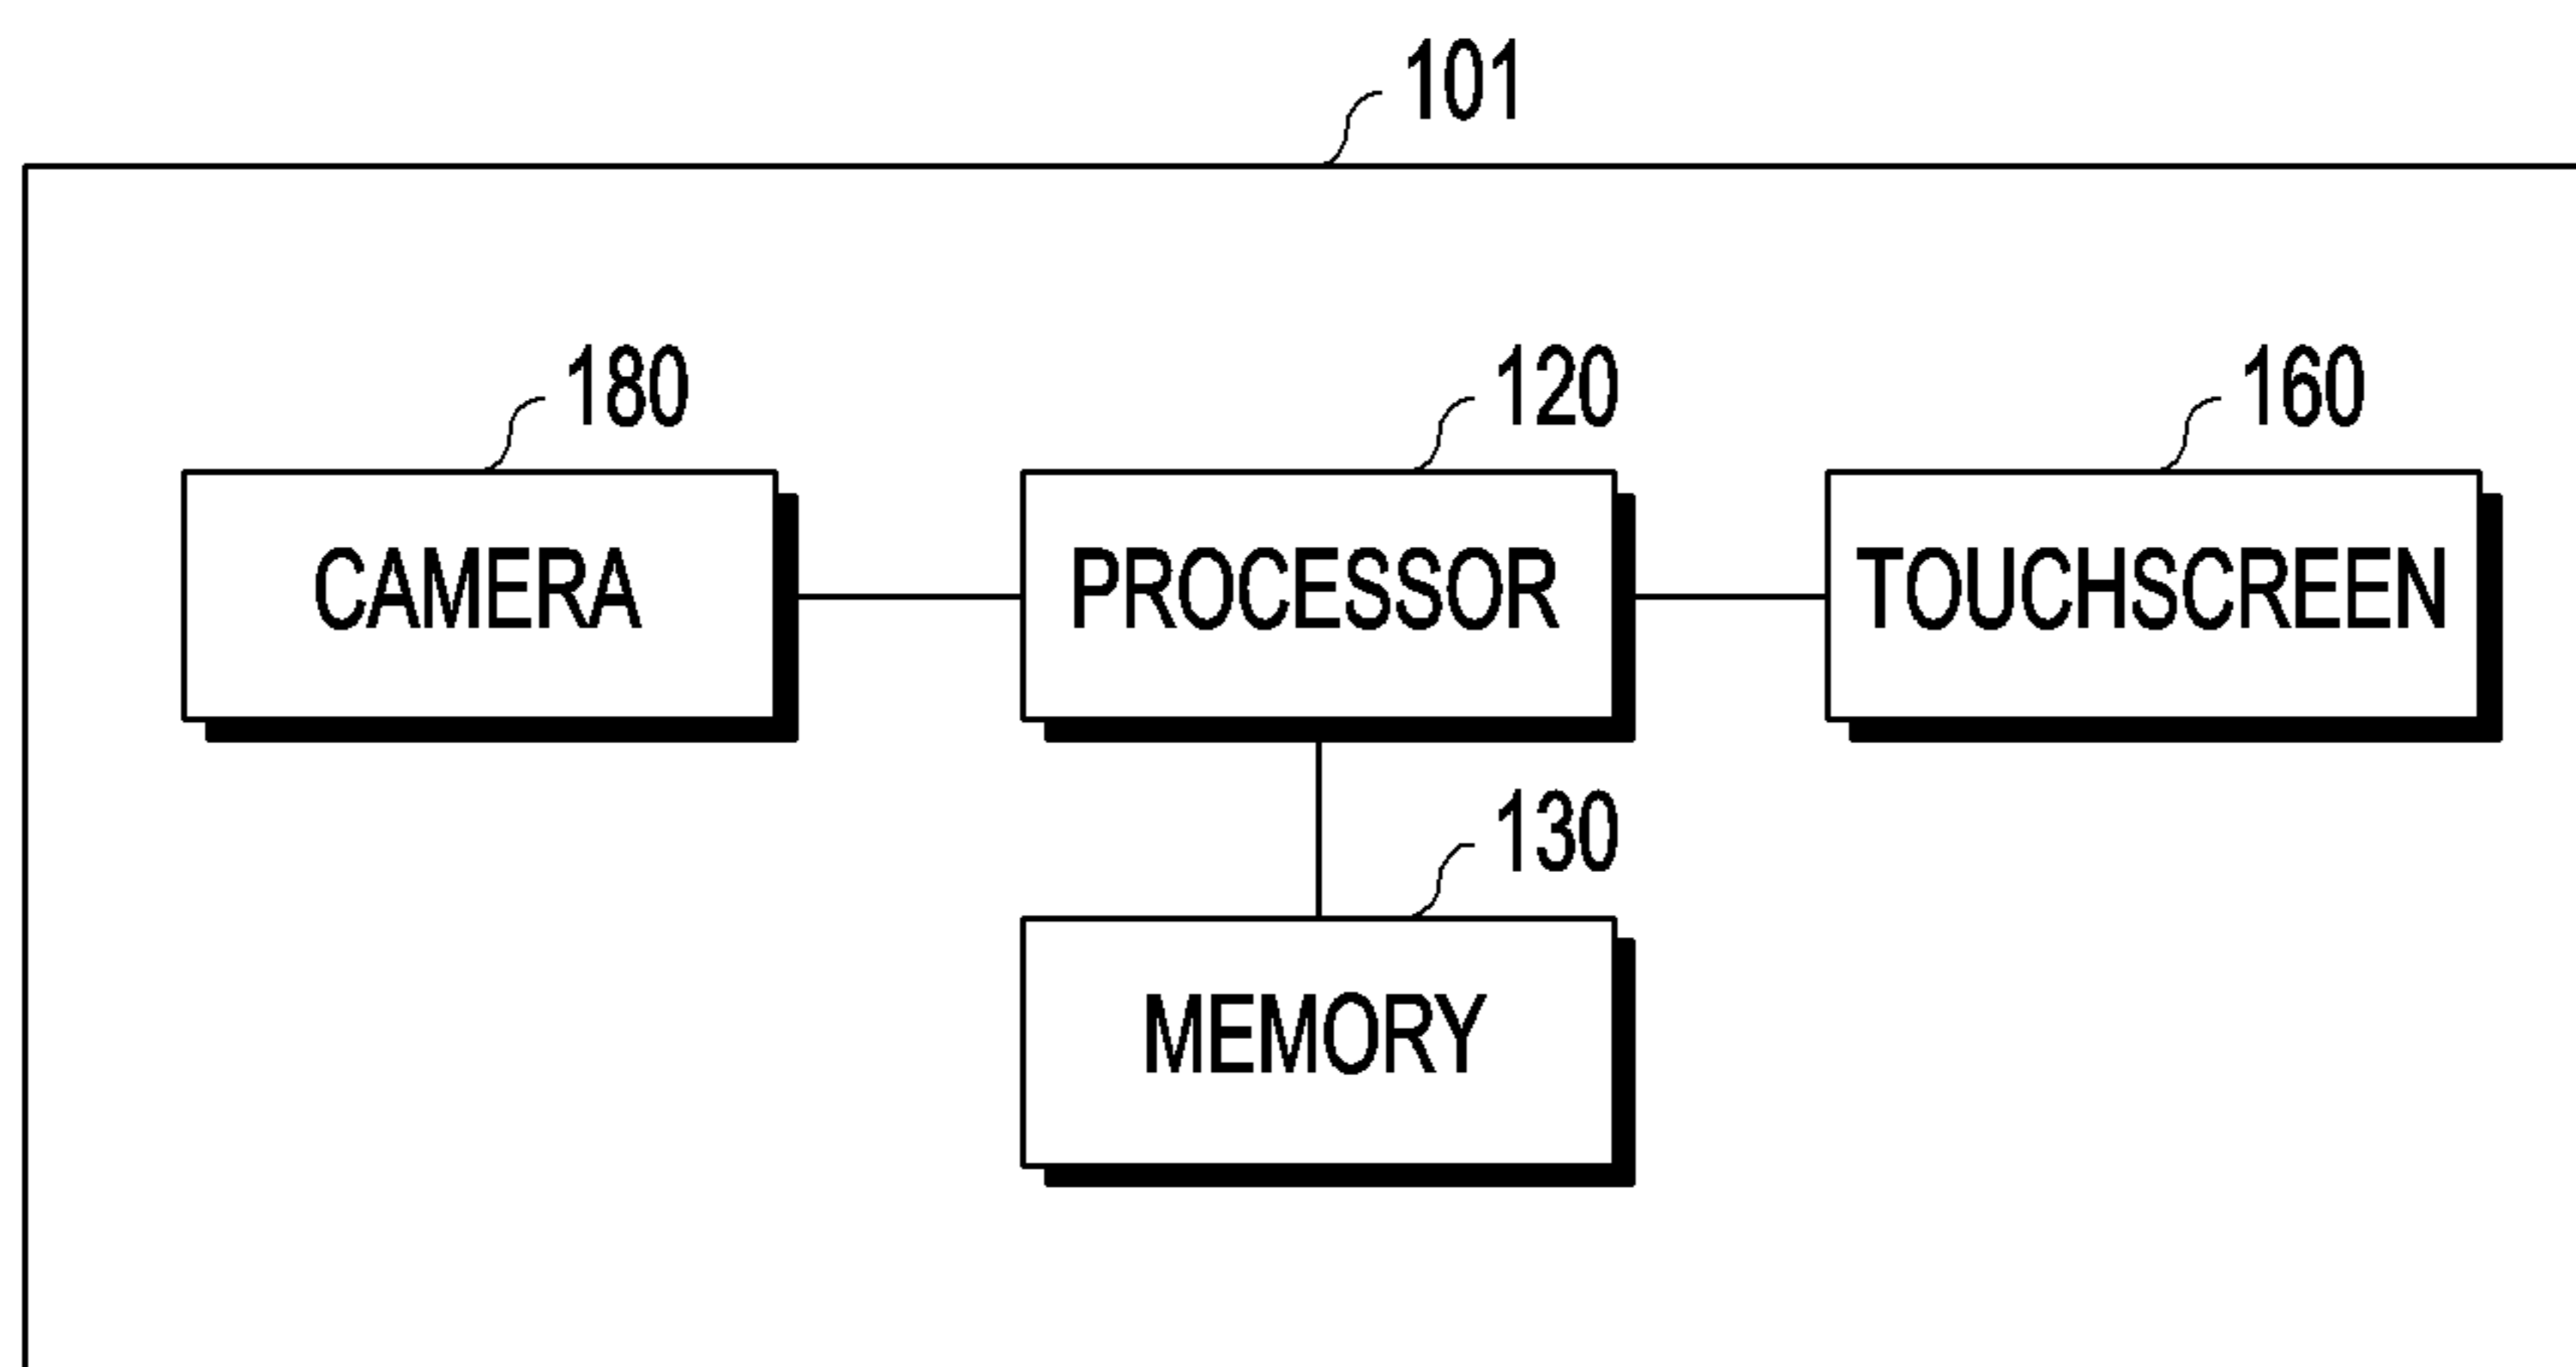 101
180
120
160
CAMERA
PROCESSOR
TOUCHSCREEN
130
MEMORY